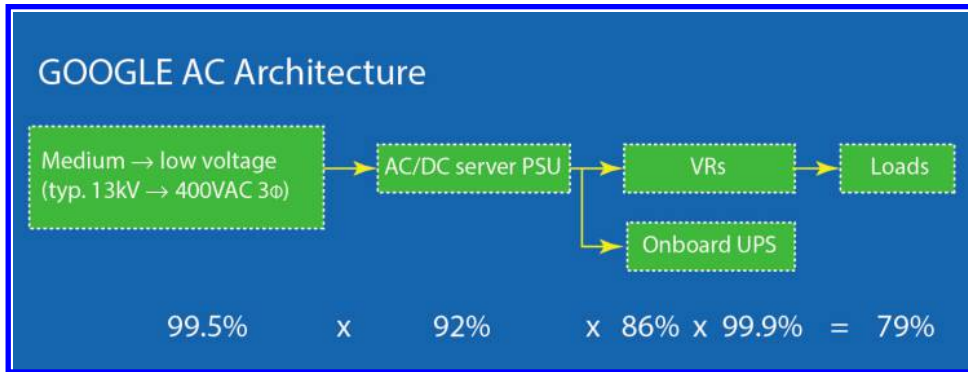 GOOGLE AC Architecture
Medium → low voltage
(typ. 13kV → 400VAC 3Φ)
AC/DC server PSU
VRs
Loads
Onboard UPS
99.5% x 92% x 86% x 99.9% = 79%